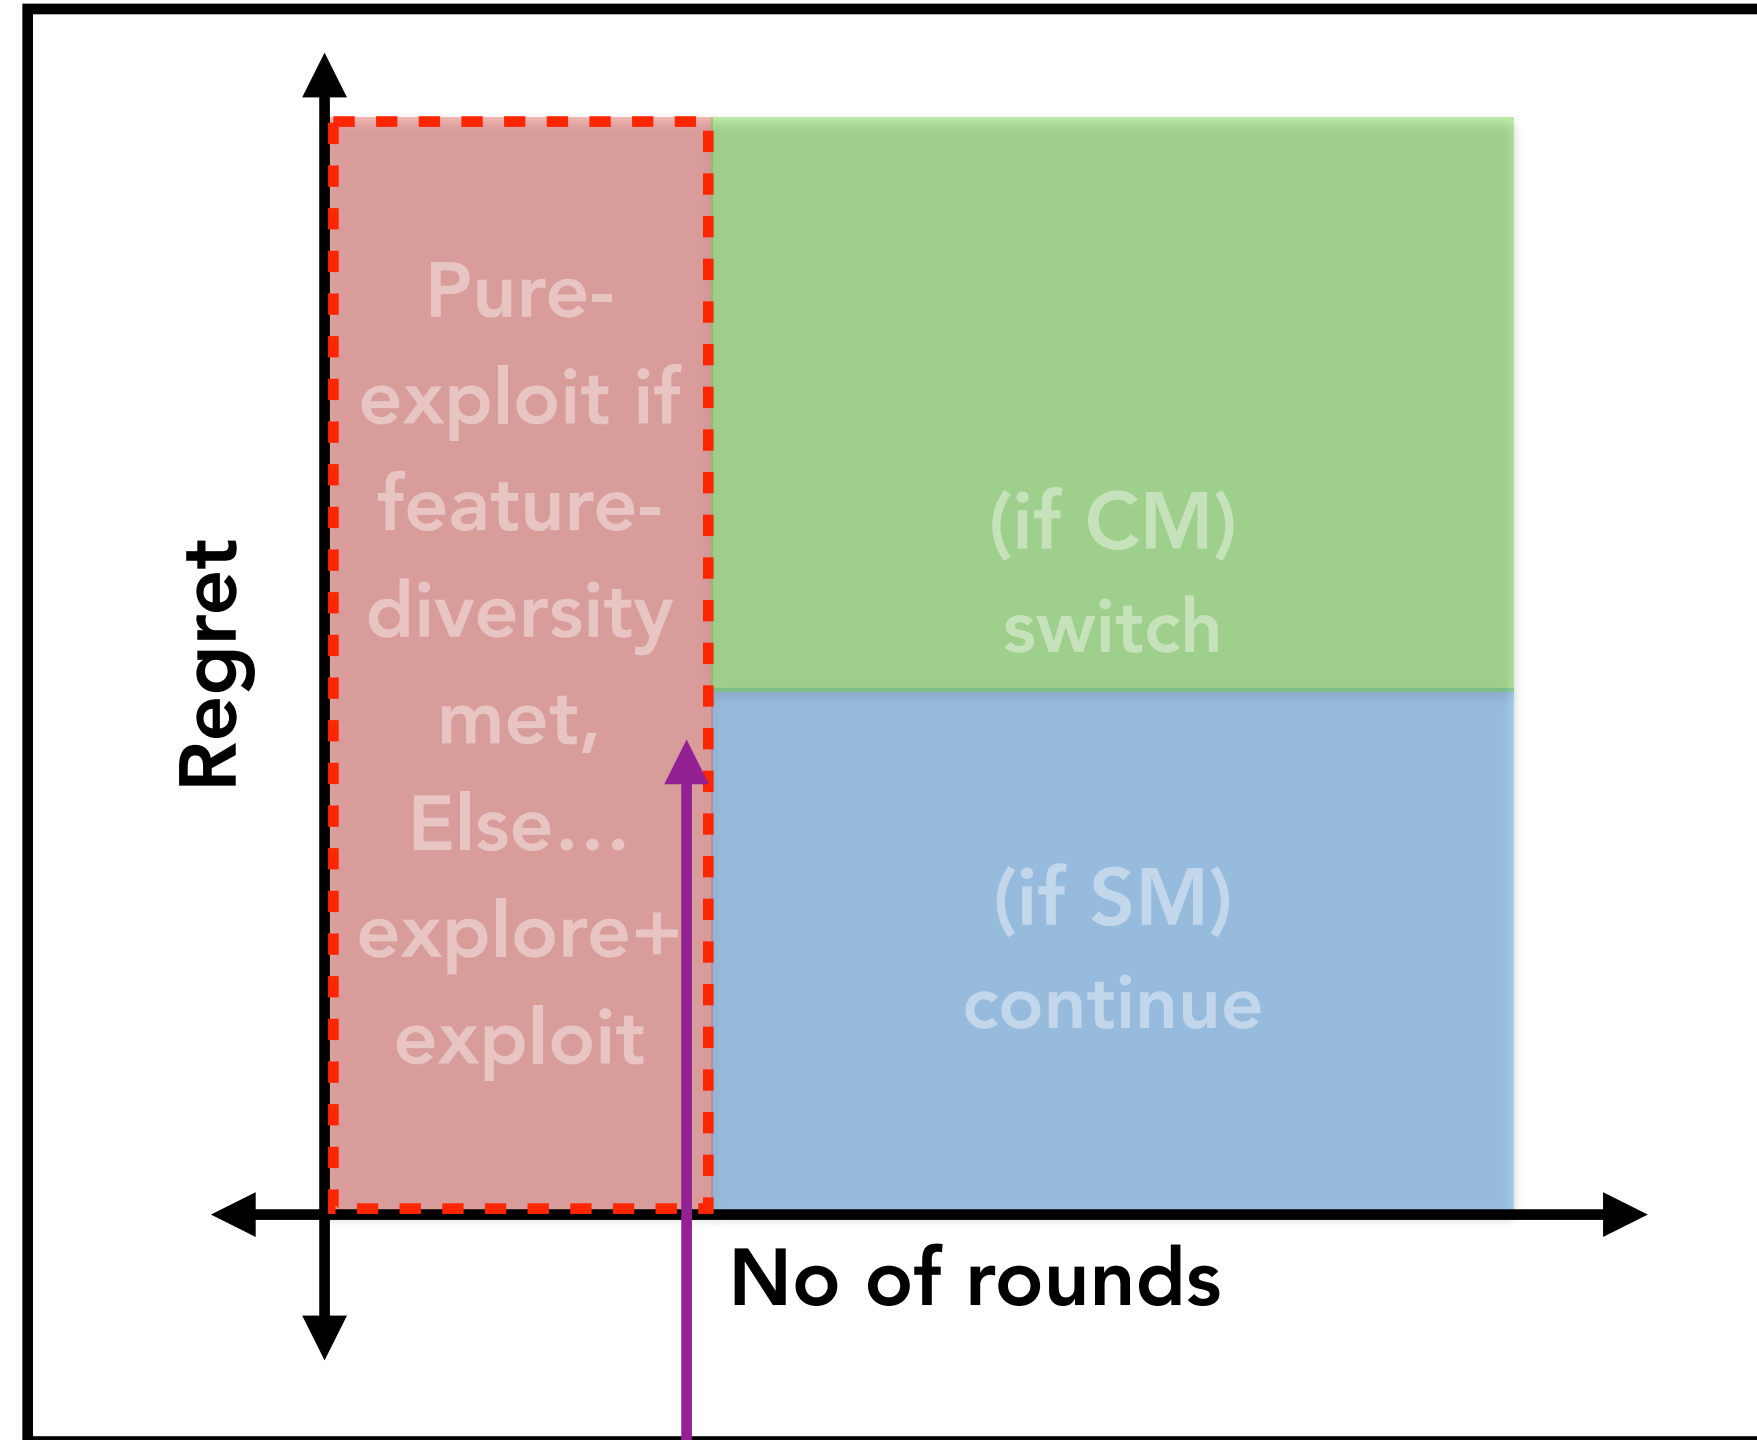 Regret
Pure-
exploit if
feature-
diversity
met,
Else…
explore+
exploit
(if CM)
switch
(if SM)
continue
No of rounds